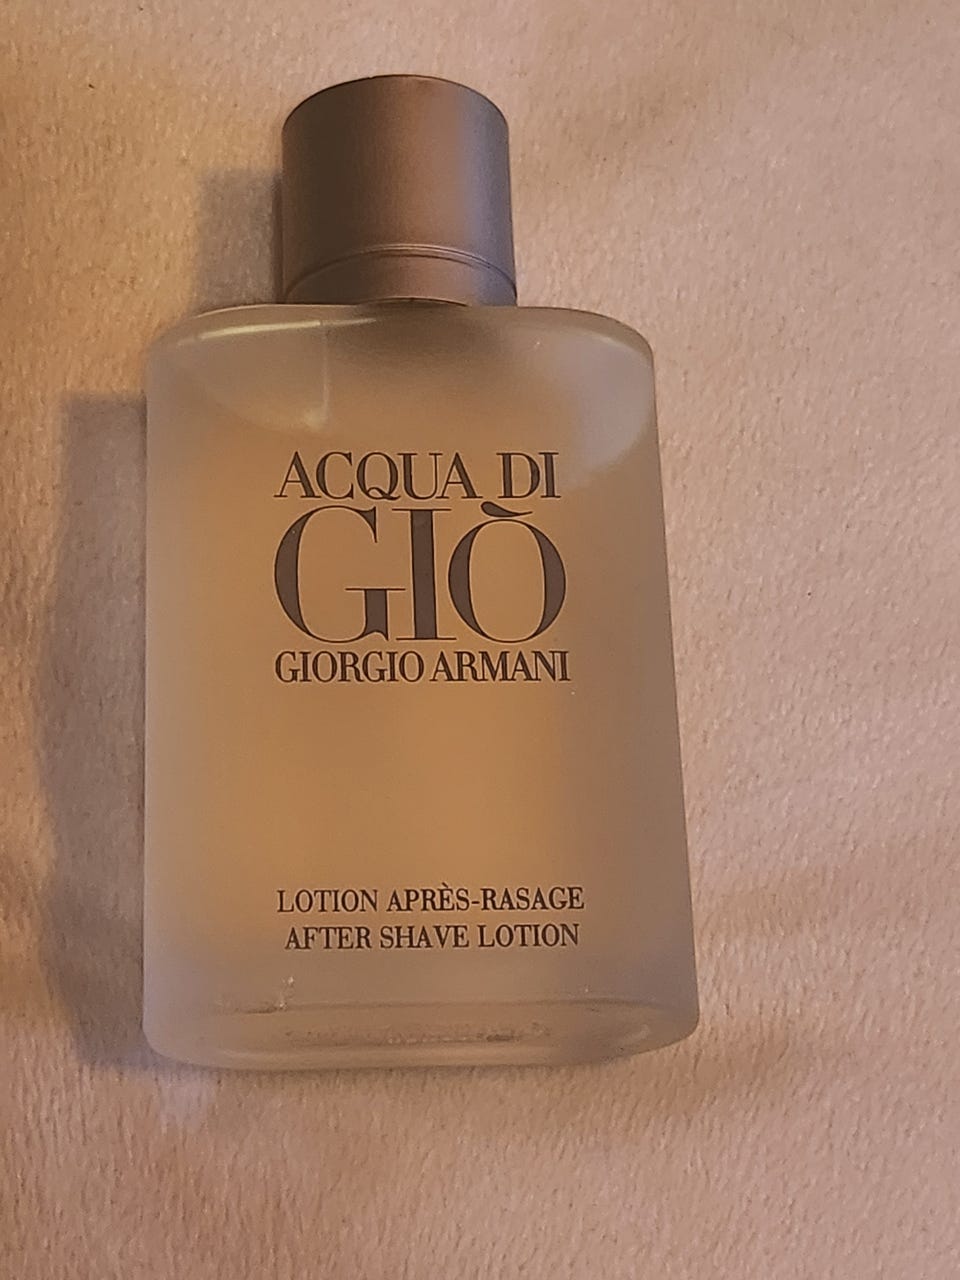 ACQUA DI
GIÒ
GIORGIO ARMANI
LOTION APRÈS-RASAGE
AFTER SHAVE LOTION